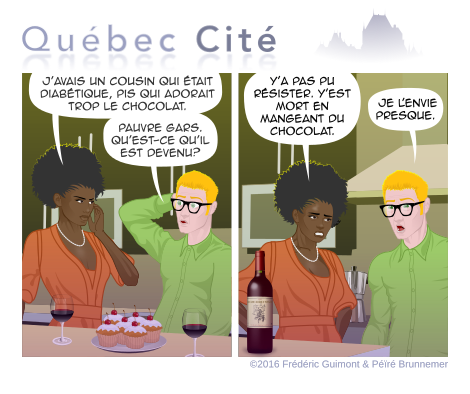 Québec Cité
J'AVAIS UN COUSIN QUI ÉTAIT
DIABÉTIQUE, PIS QUI ADORAIT
TROP LE CHOCOLAT.
PAUVRE GARS.
QU'EST-CE QU'IL
EST DEVENU?
Y'A PAS PU
RÉSISTER. Y'EST
MORT EN
MANGEANT DU
CHOCOLAT.
JE L'ENVIE
PRESQUE.
©2016 Frédéric Guimont & Péïré Brunnemer